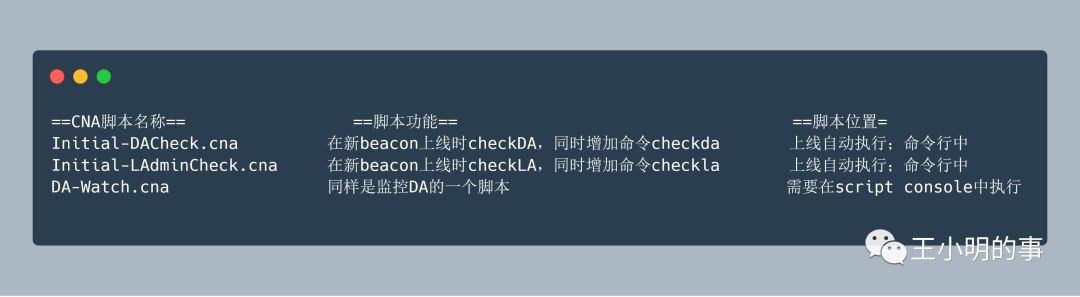 ==CNA脚本名称== ==脚本功能== ==脚本位置=
Initial-DACheck.cna 在新beacon上线时checkDA，同时增加命令checkda 上线自动执行；命令行中
Initial-LAdminCheck.cna 在新beacon上线时checkLA，同时增加命令checkla 上线自动执行；命令行中
DA-Watch.cna 同样是监控DA的一个脚本 需要在script console中执行
王小明的事